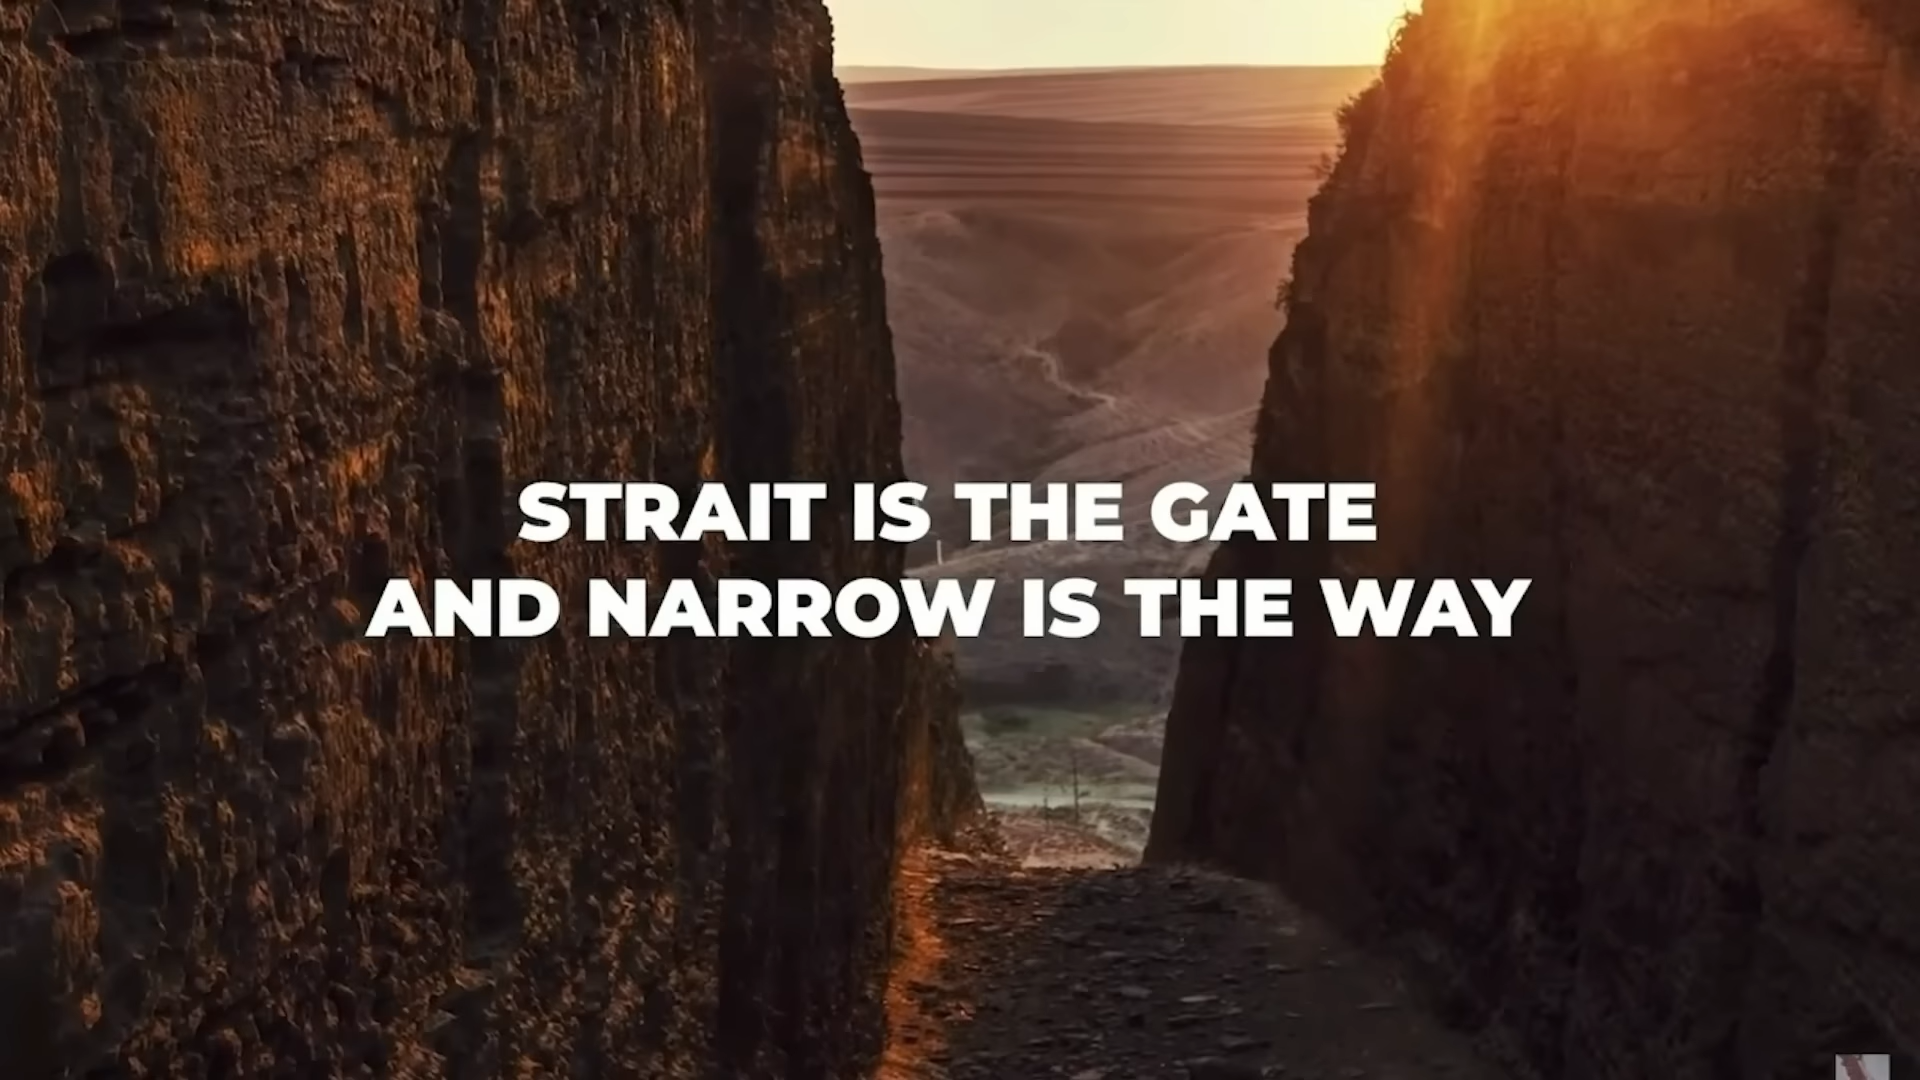 STRAIT IS THE GATE
AND NARROW IS THE WAY